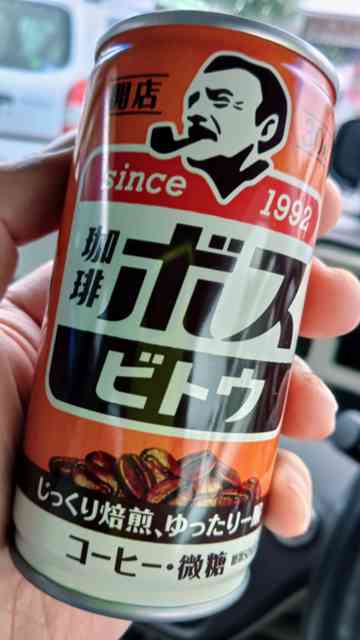 開店
since
1992
珈琲
ボス
ビトウ
じっくり焙煎、ゆったり一
コーヒー・微糖